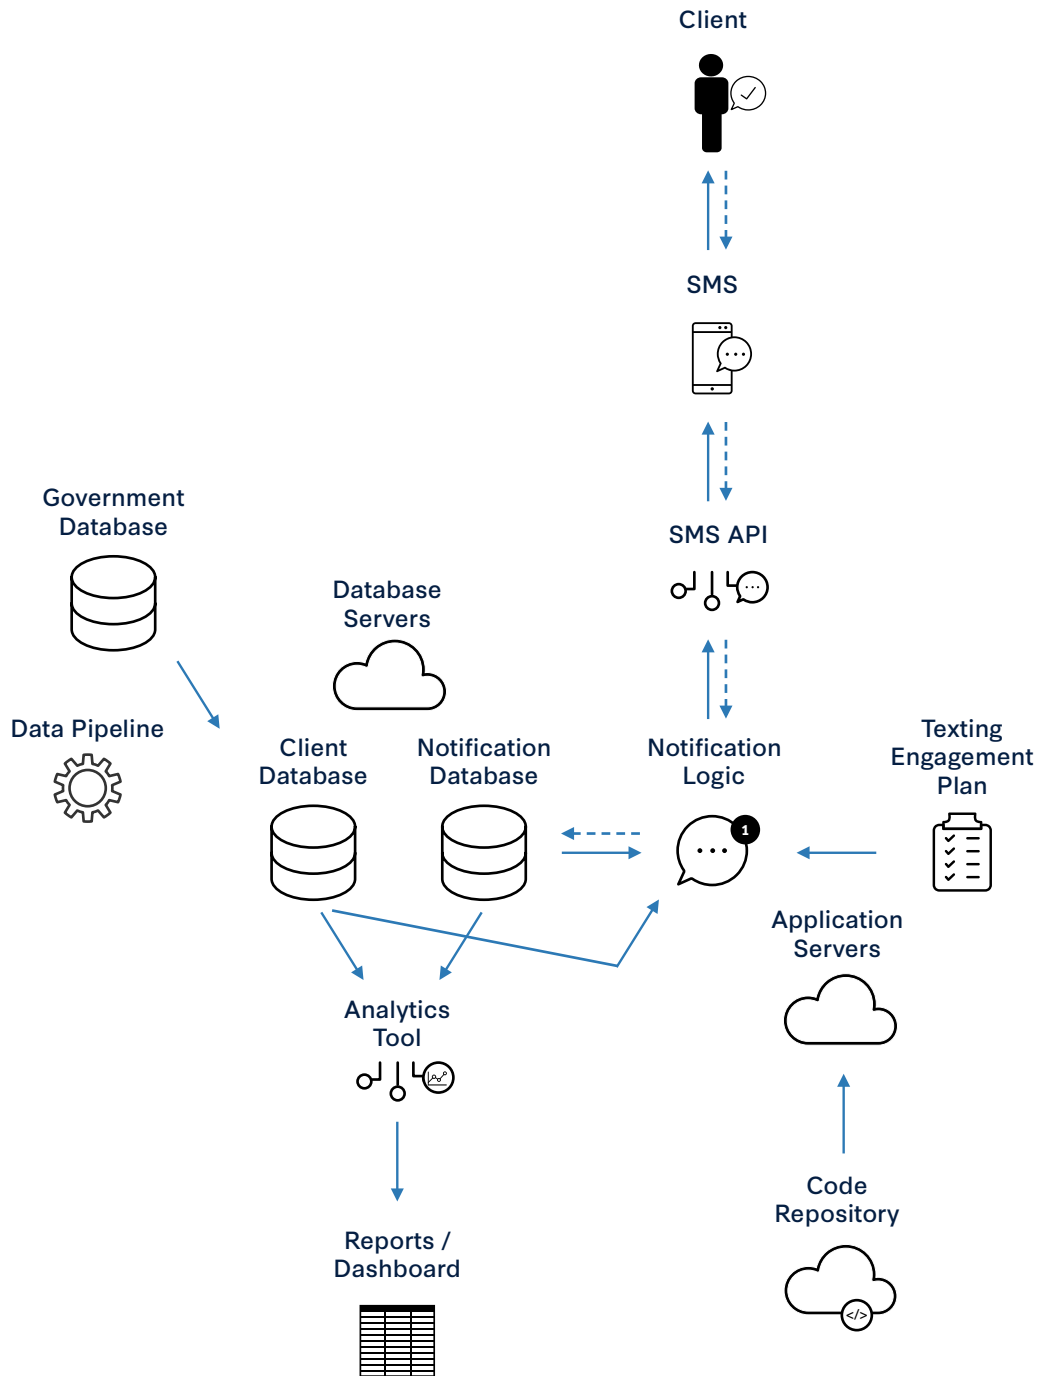 Client
SMS
SMS API
Government
Database
Database
Servers
Data Pipeline
Client
Database
Notification
Database
Notification
Logic
1
Texting
Engagement
Plan
Application
Servers
Analytics
Tool
Code
Repository
</>
Reports /
Dashboard